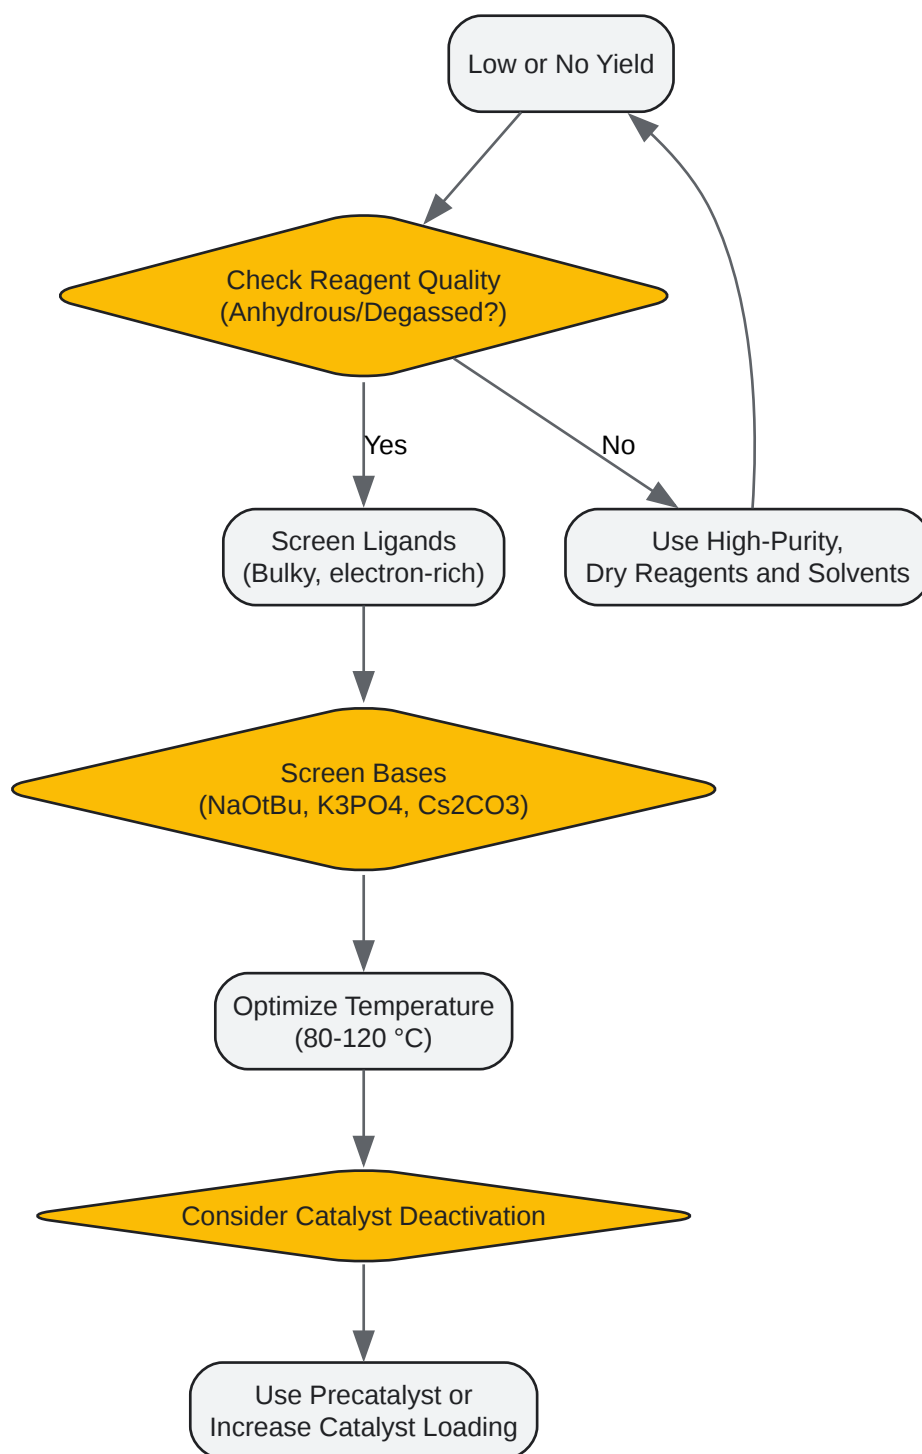 Low or No Yield
Check Reagent Quality
(Anhydrous/Degassed?)
Yes
No
Screen Ligands
(Bulky, electron-rich)
Use High-Purity,
Dry Reagents and Solvents
Screen Bases
(NaOtBu, K3PO4, Cs2CO3)
Optimize Temperature
(80-120 °C)
Consider Catalyst Deactivation
Use Precatalyst or
Increase Catalyst Loading